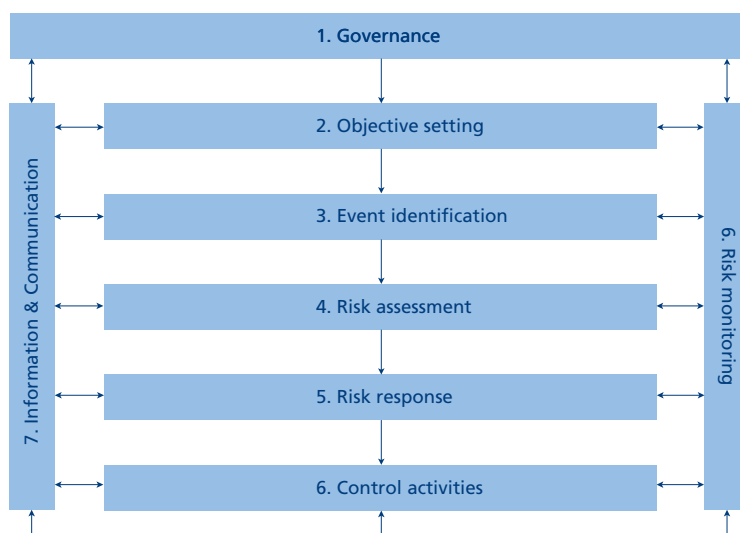 1. Governance
2. Objective setting
3. Event identification
4. Risk assessment
5. Risk response
6. Control activities
7. Information & Communication
6. Risk monitoring